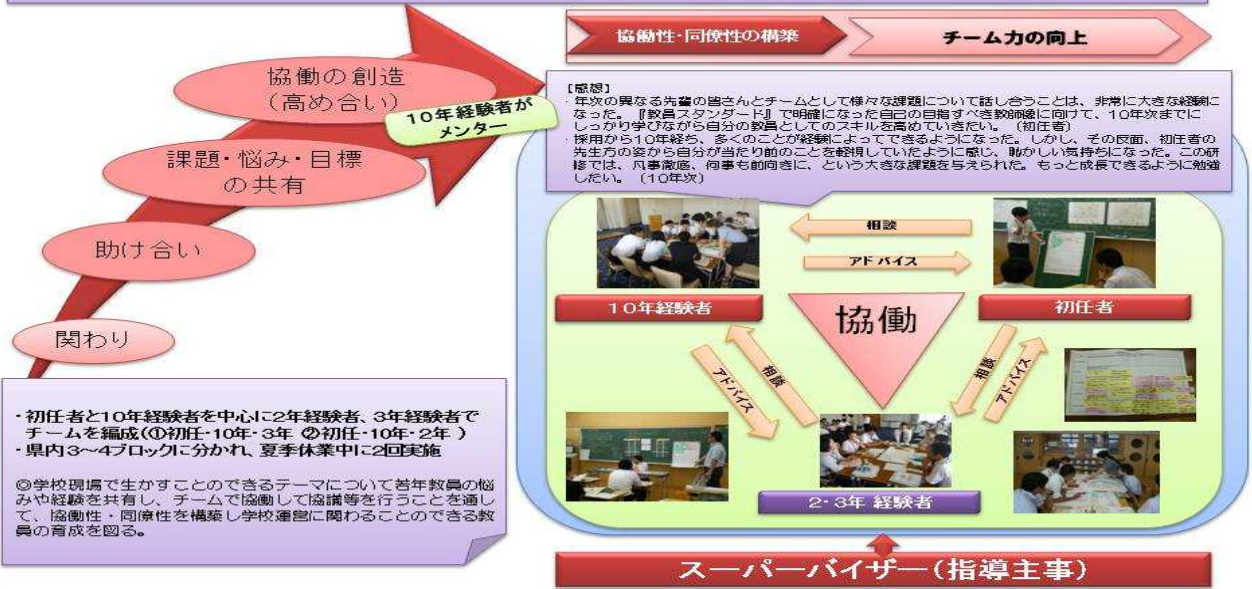 協働性・同僚性の構築
チーム力の向上
協働の創造
(高め合い)
10年経験者が
メンター
課題・悩み・目標
の共有
助け合い
関わり
【感想】
・年次の異なる先輩の皆さんとチームとして様々な課題について話し合うことは、非常に大きな経験に
なった。『教員スタンダード』で明確になった自己の目指すべき教師像に向けて、10年次までに
しっかり学びながら自分の教員としてのスキルを高めていきたい。（初任者）
・採用から10年経ち、多くのことが経験によってできるようになった。しかし、その反面、初任者の
先生方の姿から自分が当たり前のことを軽視していたように感じ、恥かしい気持ちになった。この研
修では、凡事徹底、何事も前向きに、という大きな課題を与えられた。もっと成長できるように勉強
したい。（10年次）
相談
アドバイス
10年経験者
協働
初任者
アドバイス
相談
相談
アドバイス
2・3年 経験者
スーパーバイザー(指導主事)
・初任者と10年経験者を中心に2年経験者、3年経験者で
チームを編成(①初任・10年・3年 ②初任・10年・2年 )
・県内3～4ブロックに分かれ、夏季休業中に2回実施
◎学校現場で生かすことのできるテーマについて若年教員の悩
みや経験を共有し、チームで協働して協議等を行うことを通し
て、協働性・同僚性を構築し学校運営に関わることのできる教
員の育成を図る。